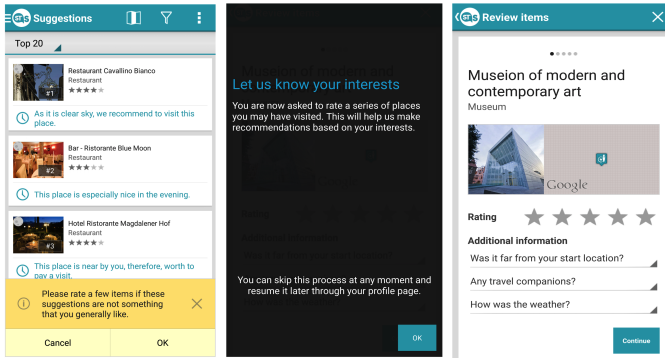 STS Suggestions
Top 20
#1
Restaurant Cavallino Bianco
Restaurant
As it is clear sky, we recommend to visit this
place.
#2
Bar - Ristorante Blue Moon
Restaurant
This place is especially nice in the evening.
#3
Hotel Ristorante Magdalener Hof
Restaurant
This place is near by you, therefore, worth to
pay a visit.
Please rate a few items if these
suggestions are not something
that you generally like.
Cancel
OK
Let us know your interests
You are now asked to rate a series of places
you may have visited. This will help us make
recommendations based on your interests.
Google
Rating
Additional information
You can skip this process at any moment and
resume it later through your profile page.
OK
STS Review items
Museion of modern and
contemporary art
Museum
Google
Rating
Additional information
Was it far from your start location?
Any travel companions?
How was the weather?
Continue